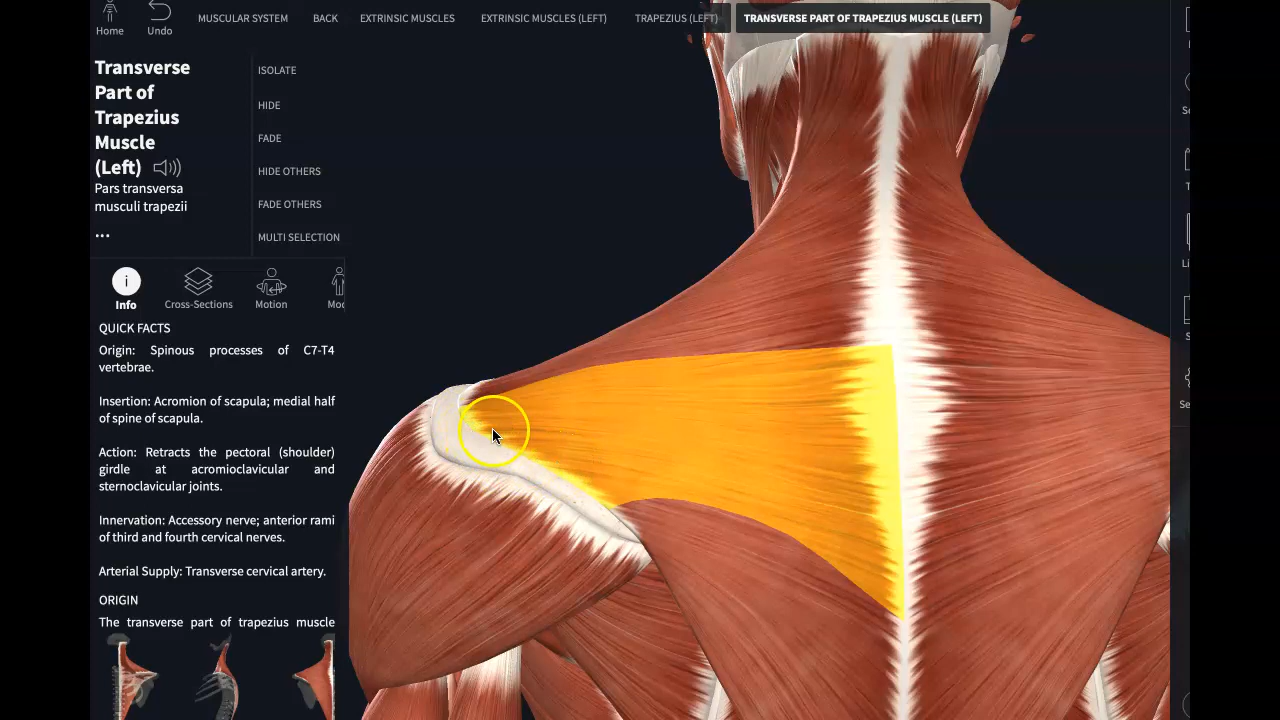 Home
Undo
MUSCULAR SYSTEM
BACK
EXTRINSIC MUSCLES
EXTRINSIC MUSCLES (LEFT)
TRAPEZIUS (LEFT)
TRANSVERSE PART OF TRAPEZIUS MUSCLE (LEFT)
Transverse
Part of
Trapezius
Muscle
(Left)
Pars transversa
musculi trapezii
...
ISOLATE
HIDE
FADE
HIDE OTHERS
FADE OTHERS
MULTI SELECTION
i
Info
Cross-Sections
Motion
QUICK FACTS
Origin: Spinous processes of C7-T4
vertebrae.
Insertion: Acromion of scapula; medial half
of spine of scapula.
Action: Retracts the pectoral (shoulder)
girdle at acromioclavicular and
sternoclavicular joints.
Innervation: Accessory nerve; anterior rami
of third and fourth cervical nerves.
Arterial Supply: Transverse cervical artery.
ORIGIN
The transverse part of trapezius muscle